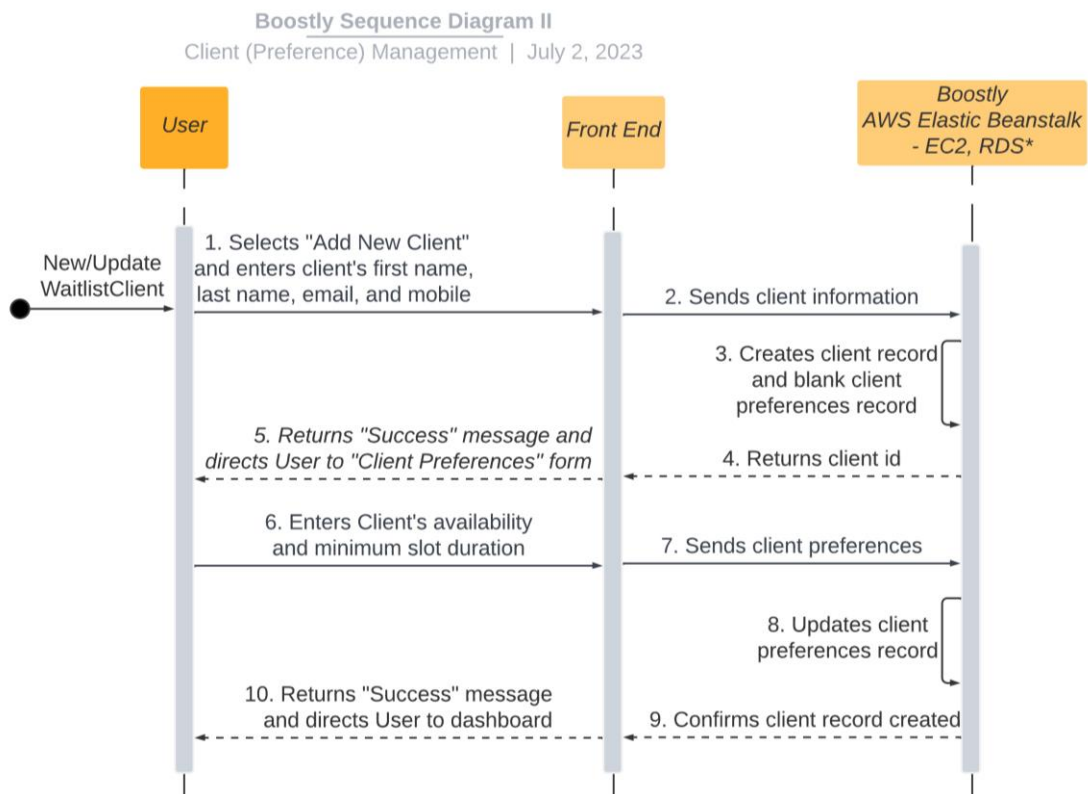 Boostly Sequence Diagram II
Client (Preference) Management | July 2, 2023
User
Front End
Boostly
AWS Elastic Beanstalk
- EC2, RDS*
New/Update
WaitlistClient
1. Selects "Add New Client"
and enters client's first name,
last name, email, and mobile
2. Sends client information
3. Creates client record
and blank client
preferences record
4. Returns client id
5. Returns "Success" message and
directs User to "Client Preferences" form
6. Enters Client's availability
and minimum slot duration
7. Sends client preferences
8. Updates client
preferences record
9. Confirms client record created
10. Returns "Success" message
and directs User to dashboard